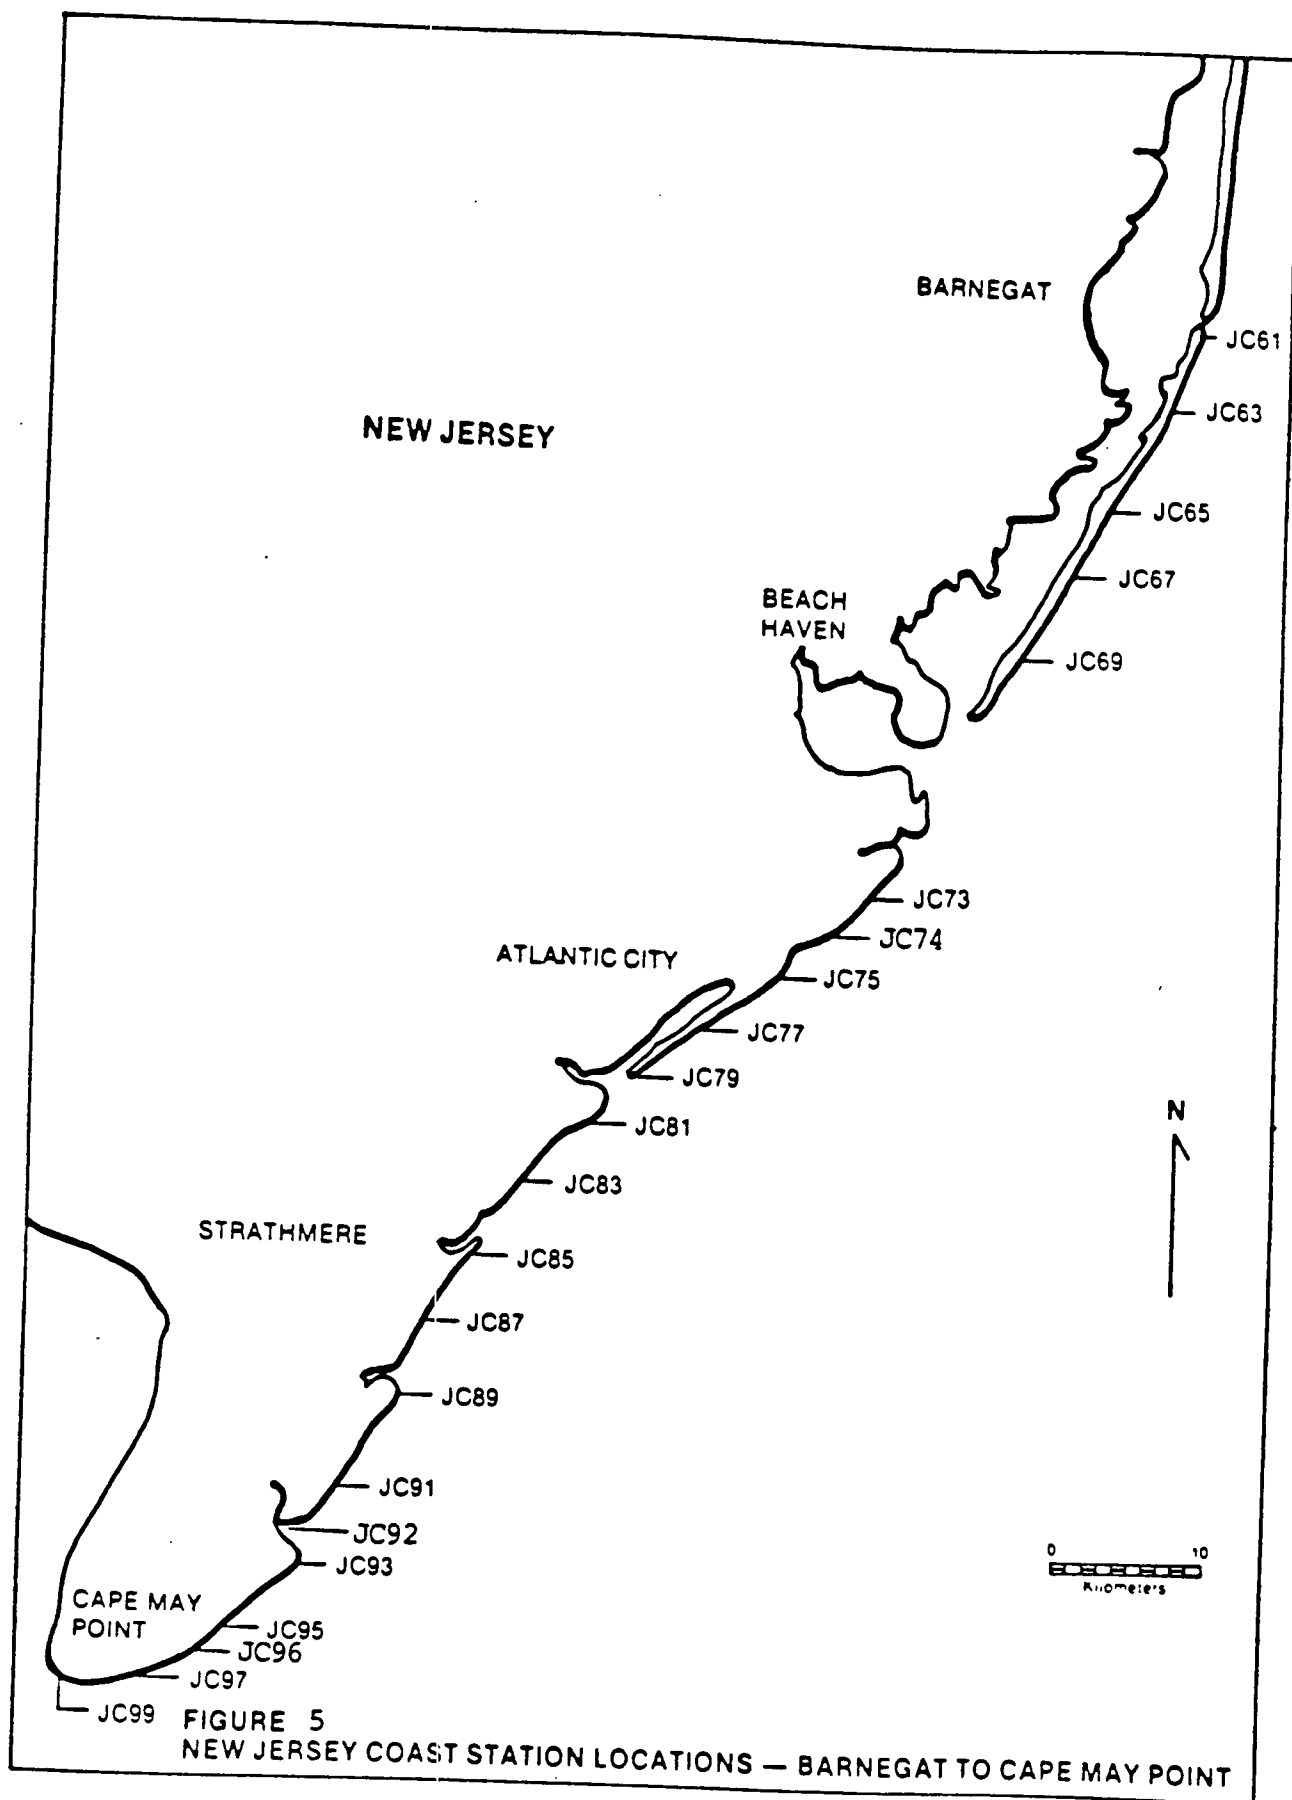 BARNEGAT
JC61
JC63
NEW JERSEY
JC65
JC67
BEACH
HAVEN
JC69
JC73
JC74
ATLANTIC CITY
JC75
JC77
JC79
N
JC81
JC83
STRATHMERE
JC85
JC87
JC89
JC91
JC92
JC93
0 10
Kilometers
CAPE MAY
POINT
JC95
JC96
JC97
JC99
FIGURE 5
NEW JERSEY COAST STATION LOCATIONS — BARNEGAT TO CAPE MAY POINT